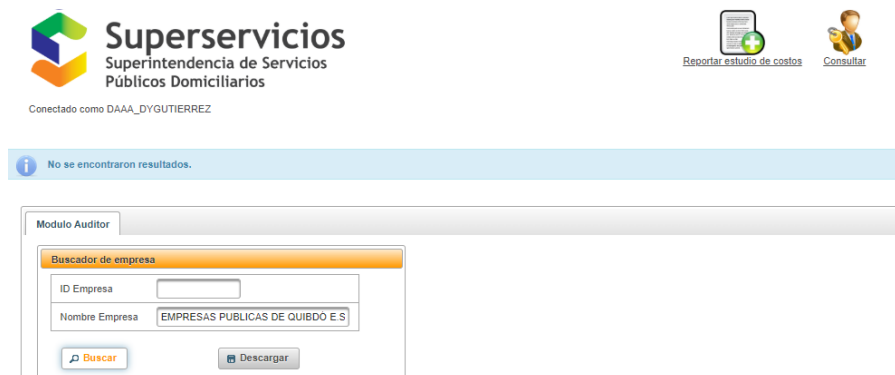 Superservicios
Superintendencia de Servicios
Públicos Domiciliarios
Reportar estudio de costos
Consultar
Conectado como DAAA_DYGUTIERREZ
No se encontraron resultados.
Modulo Auditor
Buscador de empresa
ID Empresa
Nombre Empresa EMPRESAS PUBLICAS DE QUIBDÓ E.S
Buscar Descargar